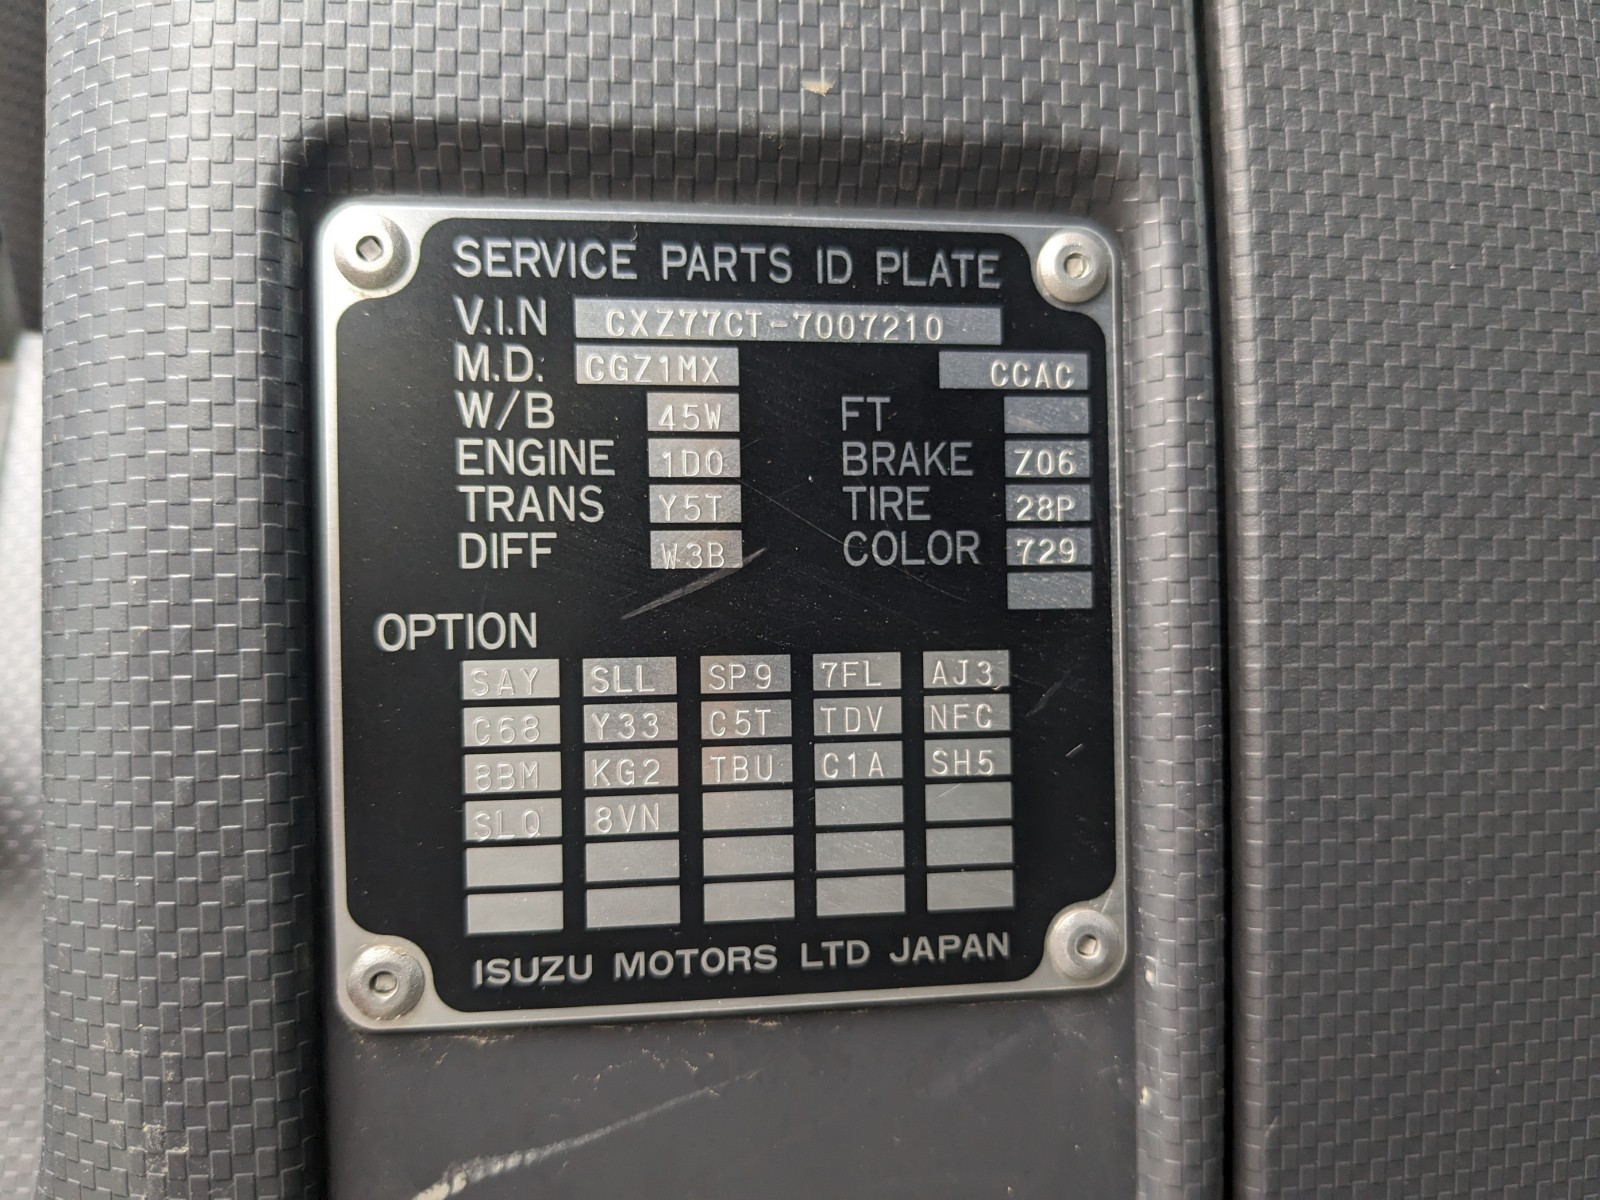 SERVICE PARTS ID PLATE
V.I.N CXZ77CT-7007210
M.D. CGZ1MX CCAC
W/B 45W FT
ENGINE 1D0 BRAKE Z06
TRANS Y5T TIRE 28P
DIFF W3B COLOR 729
OPTION
SAY SLL SP9 7FL AJ3
C68 Y33 C5T TDV NFC
8BM KG2 TBU C1A SH5
SLQ 8VN
ISUZU MOTORS LTD JAPAN